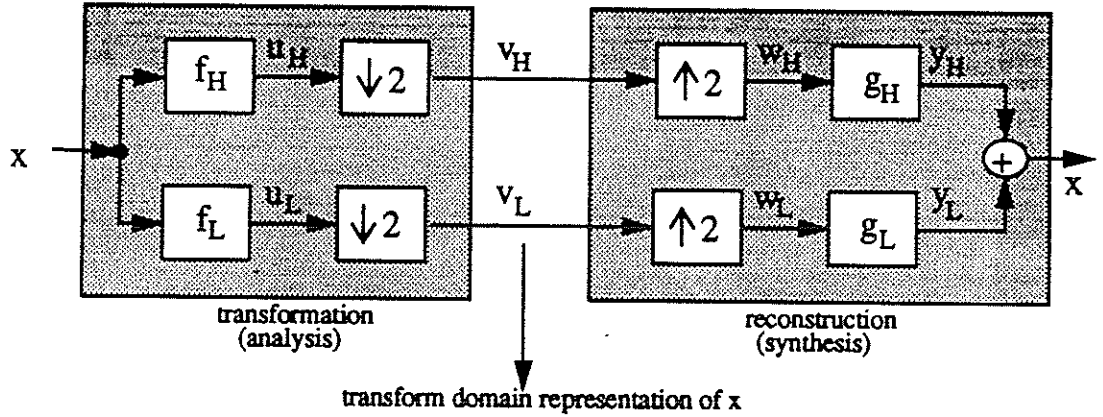 f_H u_H ↓2 v_H ↑2 w_H g_H y_H
x + x
f_L u_L ↓2 v_L ↑2 w_L g_L y_L
transformation
(analysis)
reconstruction
(synthesis)
transform domain representation of x